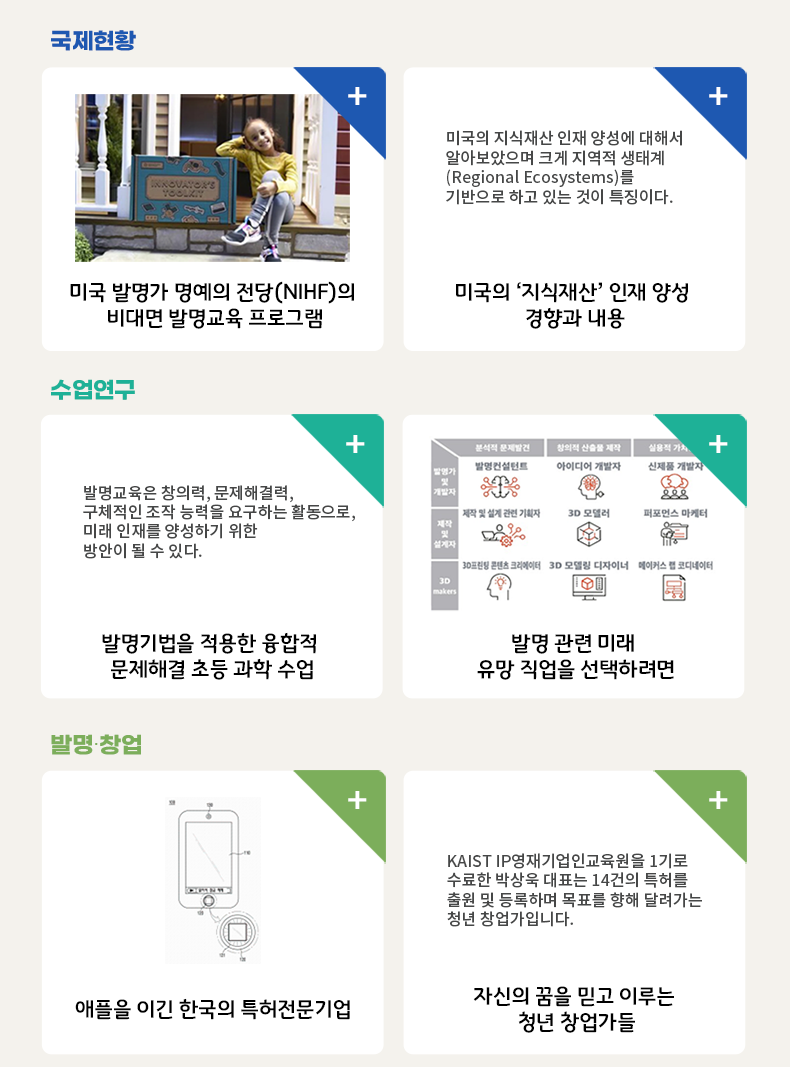 국제현황
+
+
INNOVATOR'S
TOOLKIT
미국 발명가 명예의 전당(NIHF)의
비대면 발명교육 프로그램
미국의 지식재산 인재 양성에 대해서
알아보았으며 크게 지역적 생태계
(Regional Ecosystems)를
기반으로 하고 있는 것이 특징이다.
미국의 ‘지식재산’ 인재 양성
경향과 내용
수업연구
+
+
발명교육은 창의력, 문제해결력,
구체적인 조작 능력을 요구하는 활동으로,
미래 인재를 양성하기 위한
방안이 될 수 있다.
발명기법을 적용한 융합적
문제해결 초등 과학 수업
분석적 문제발견 창의적 산출물 제작 실용적
발명가
및
개발자
발명컨설턴트 아이디어 개발자 신제품 개발자
제작
및
설계자
제작 및 설계 관련 기획자 3D 모델러 퍼포먼스 마케터
3D
makers
3D프린팅 콘텐츠 크리에이터 3D 모델링 디자이너 메이커스 랩 코디네이터
발명 관련 미래
유망 직업을 선택하려면
발명·창업
+
+
애플을 이긴 한국의 특허전문기업
KAIST IP영재기업인교육원을 1기로
수료한 박상욱 대표는 14건의 특허를
출원 및 등록하며 목표를 향해 달려가는
청년 창업가입니다.
자신의 꿈을 믿고 이루는
청년 창업가들